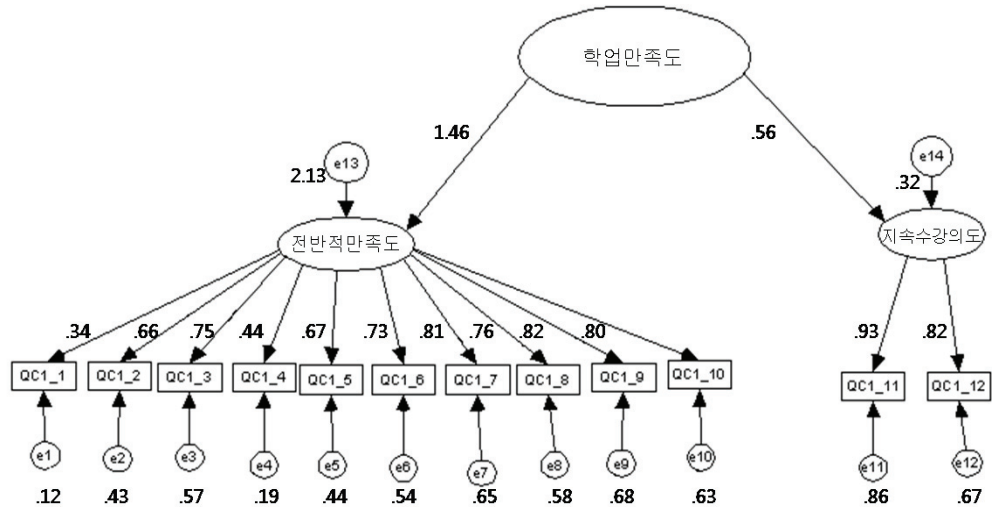 학업만족도
1.46
.56
e13
2.13
e14
.32
전반적만족도
지속수강의도
.34 .66 .75 .44 .67 .73 .81 .76 .82 .80 .93 .82
QC1_1 QC1_2 QC1_3 QC1_4 QC1_5 QC1_6 QC1_7 QC1_8 QC1_9 QC1_10 QC1_11 QC1_12
e1 e2 e3 e4 e5 e6 e7 e8 e9 e10 e11 e12
.12 .43 .57 .19 .44 .54 .65 .58 .68 .63 .86 .67